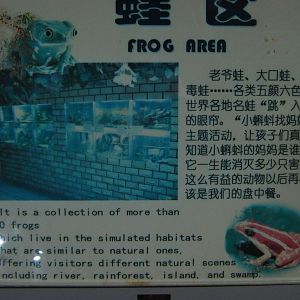 蛙区
FROG AREA
老爷蛙、大口蛙、
毒蛙……各类五颜六色
世界各地名蛙“跳”入
的眼帘。“小蝌蚪找妈妈
主题活动，让孩子们真
知道小蝌蚪的妈妈是谁
它一生能消灭多少只害
这么有益的动物以后再
该是我们的盘中餐。
It is a collection of more than
0 frogs
which live in the simulated habitats
that are similar to natural ones,
offering visitors different natural scenes
including river, rainforest, island, and swamp.